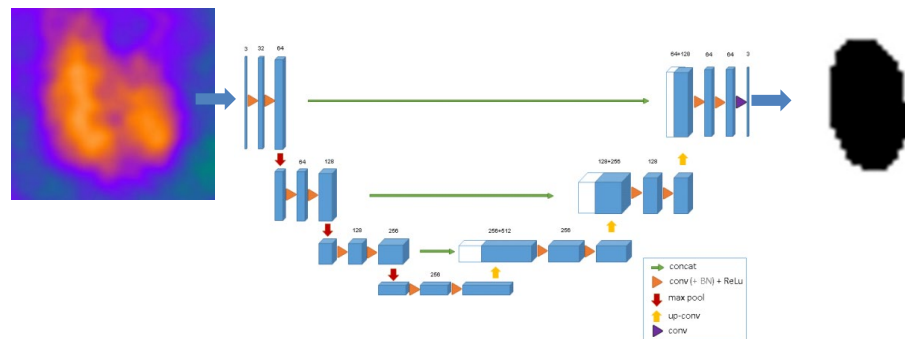 3 32 64
64+128 64 64 3
64 128
128+256 128
128 256
256+512 256
256
concat
conv (+ BN) + ReLu
max pool
up-conv
conv